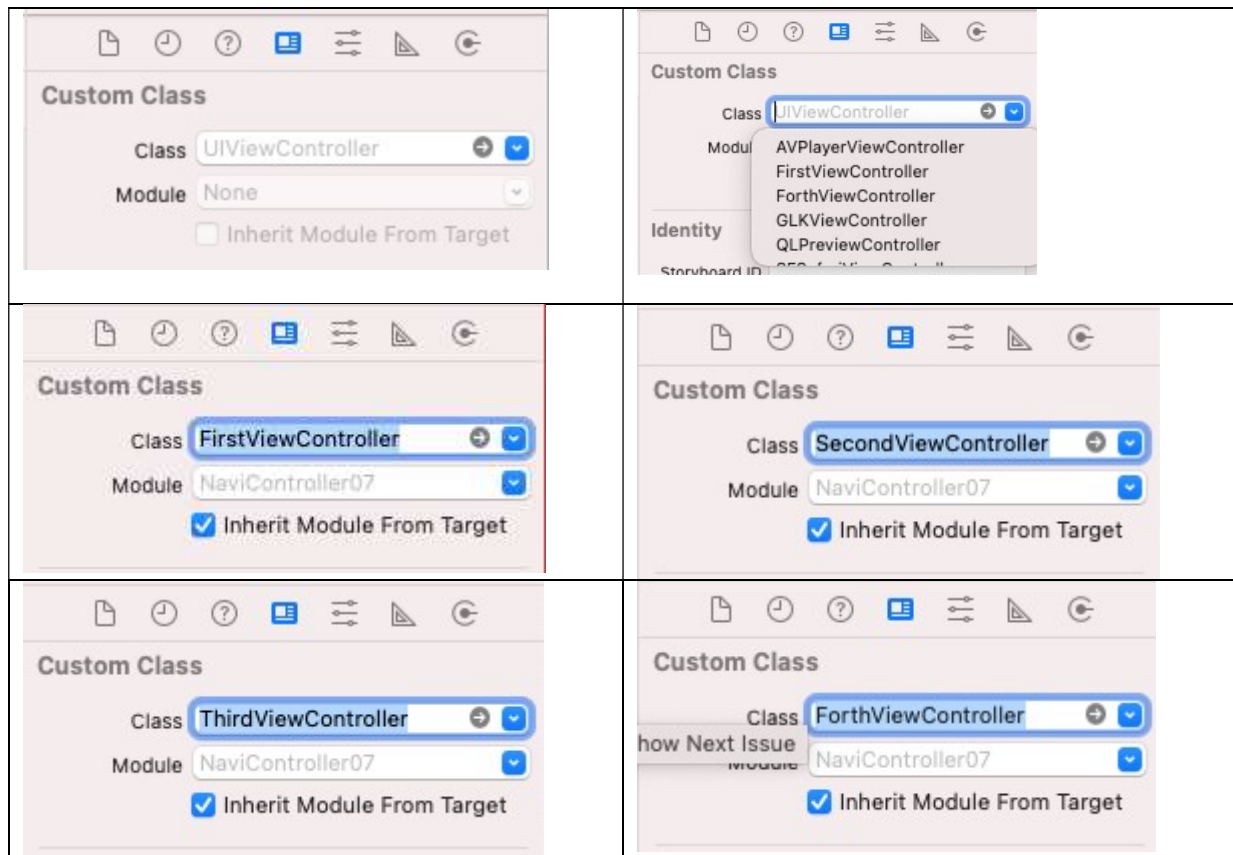 Custom Class
Class UIViewController
Module None
Inherit Module From Target
Custom Class
Class UIViewController
Modul
AVPlayerViewController
FirstViewController
ForthViewController
GLKViewController
QLPreviewController
Identity
Storyboard ID
Custom Class
Class FirstViewController
Module NaviController07
Inherit Module From Target
Custom Class
Class SecondViewController
Module NaviController07
Inherit Module From Target
Custom Class
Class ThirdViewController
Module NaviController07
Inherit Module From Target
Custom Class
Class ForthViewController
how Next Issue
Module NaviController07
Inherit Module From Target